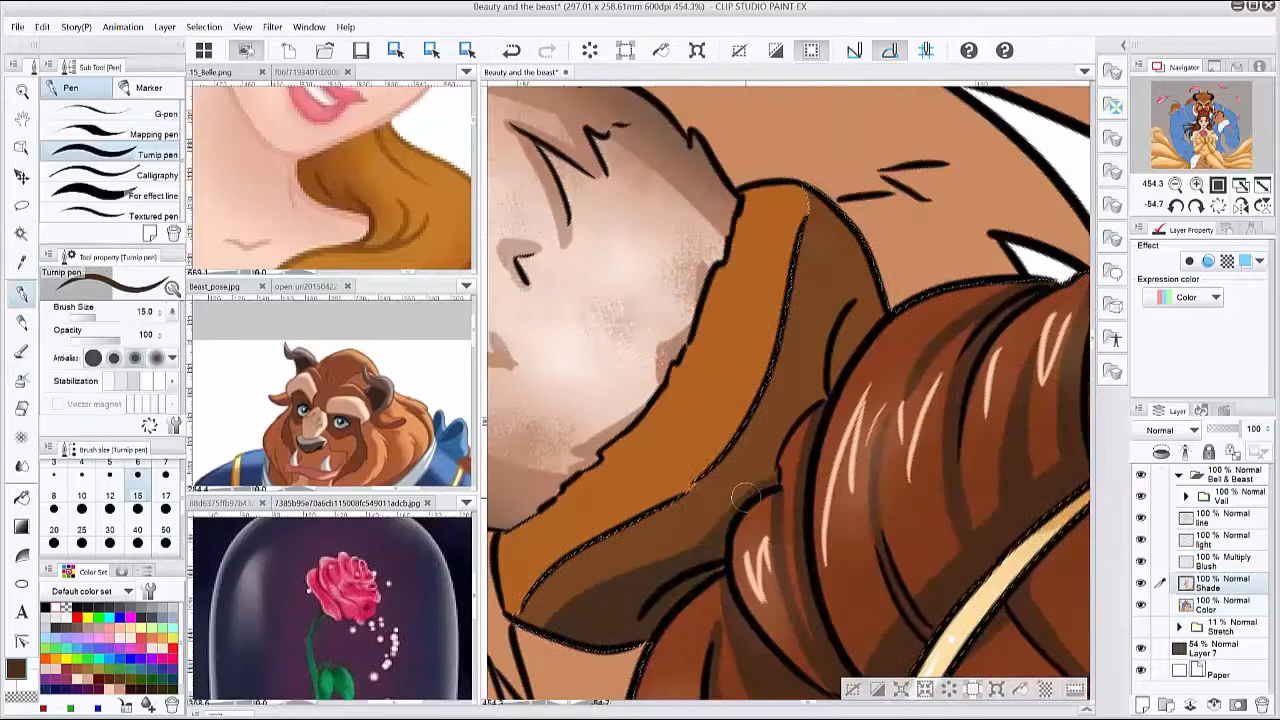 Beauty and the beast* (297.01 x 258.61mm 600dpi 454.3%) - CLIP STUDIO PAINT EX
File Edit Story(P) Animation Layer Selection View Filter Window Help
Sub Tool[Pen]
Pen Marker
G-pen
Mapping pen
Turnip pen
Calligraphy
For effect line
Textured pen
Tool property [Turnip pen]
Turnip pen
Brush Size 15.0
Opacity 100
Anti-alias
Stabilization
Vector magnet
Brush size [Turnip pen]
3 4 5 6 7
8 10 12 15 17
20 25 30 40 50
Color Set
Default color set
15_Belle.png
Beast_pose.jpg
7385b95e70a6cb115008fc549011adcb.jpg
Beauty and the beast*
Navigator
454.3
-54.7
Layer Property
Effect
Expression color
Color
Layer
Normal 100
100 % Normal
Bell & Beast
100 % Normal
Vail
100 % Normal
line
100 % Normal
light
100 % Multiply
Blush
100 % Normal
Shade
100 % Normal
Color
11 % Normal
Stretch
54 % Normal
Layer 7
Paper
454.3 -54.7